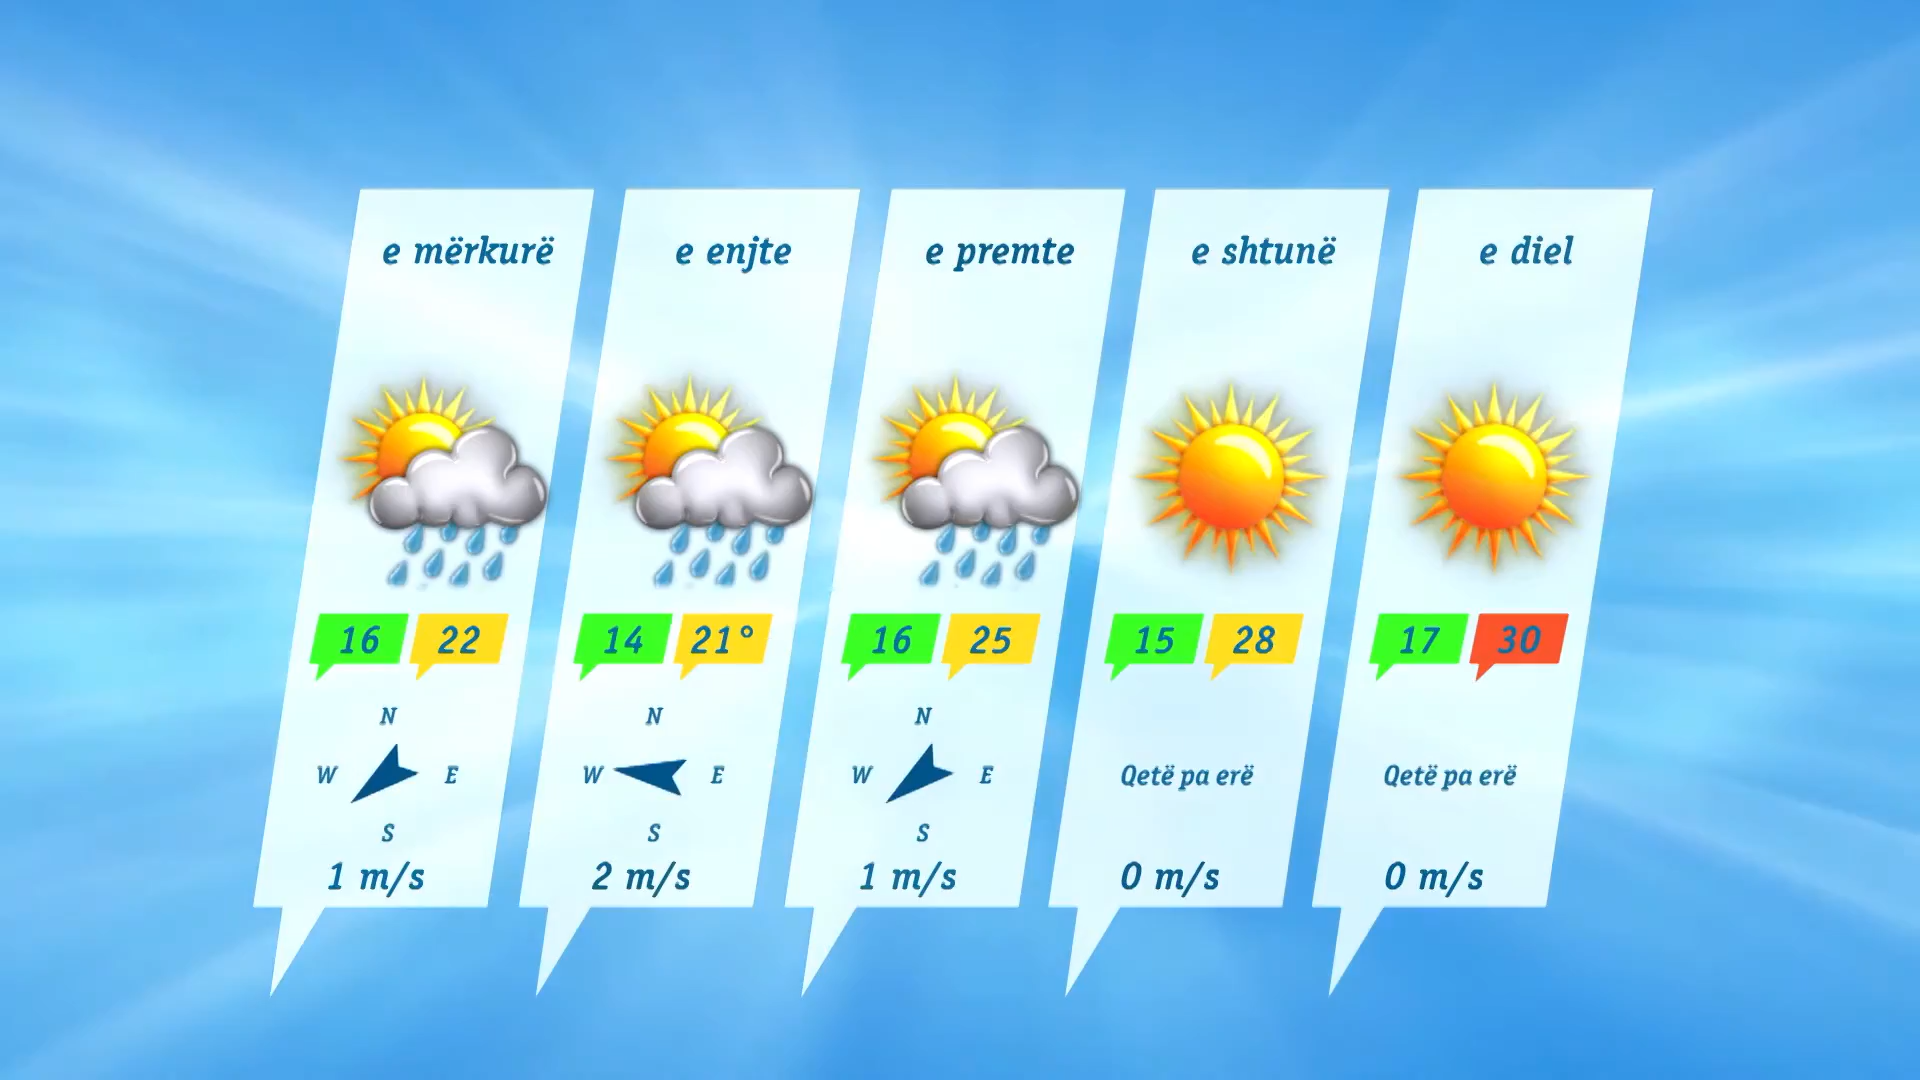 e mërkurë
e enjte
e premte
e shtunë
e diel
16 22
14 21°
16 25
15 28
17 30
N
W E
S
N
W E
S
N
W E
S
Qetë pa erë
Qetë pa erë
1 m/s
2 m/s
1 m/s
0 m/s
0 m/s